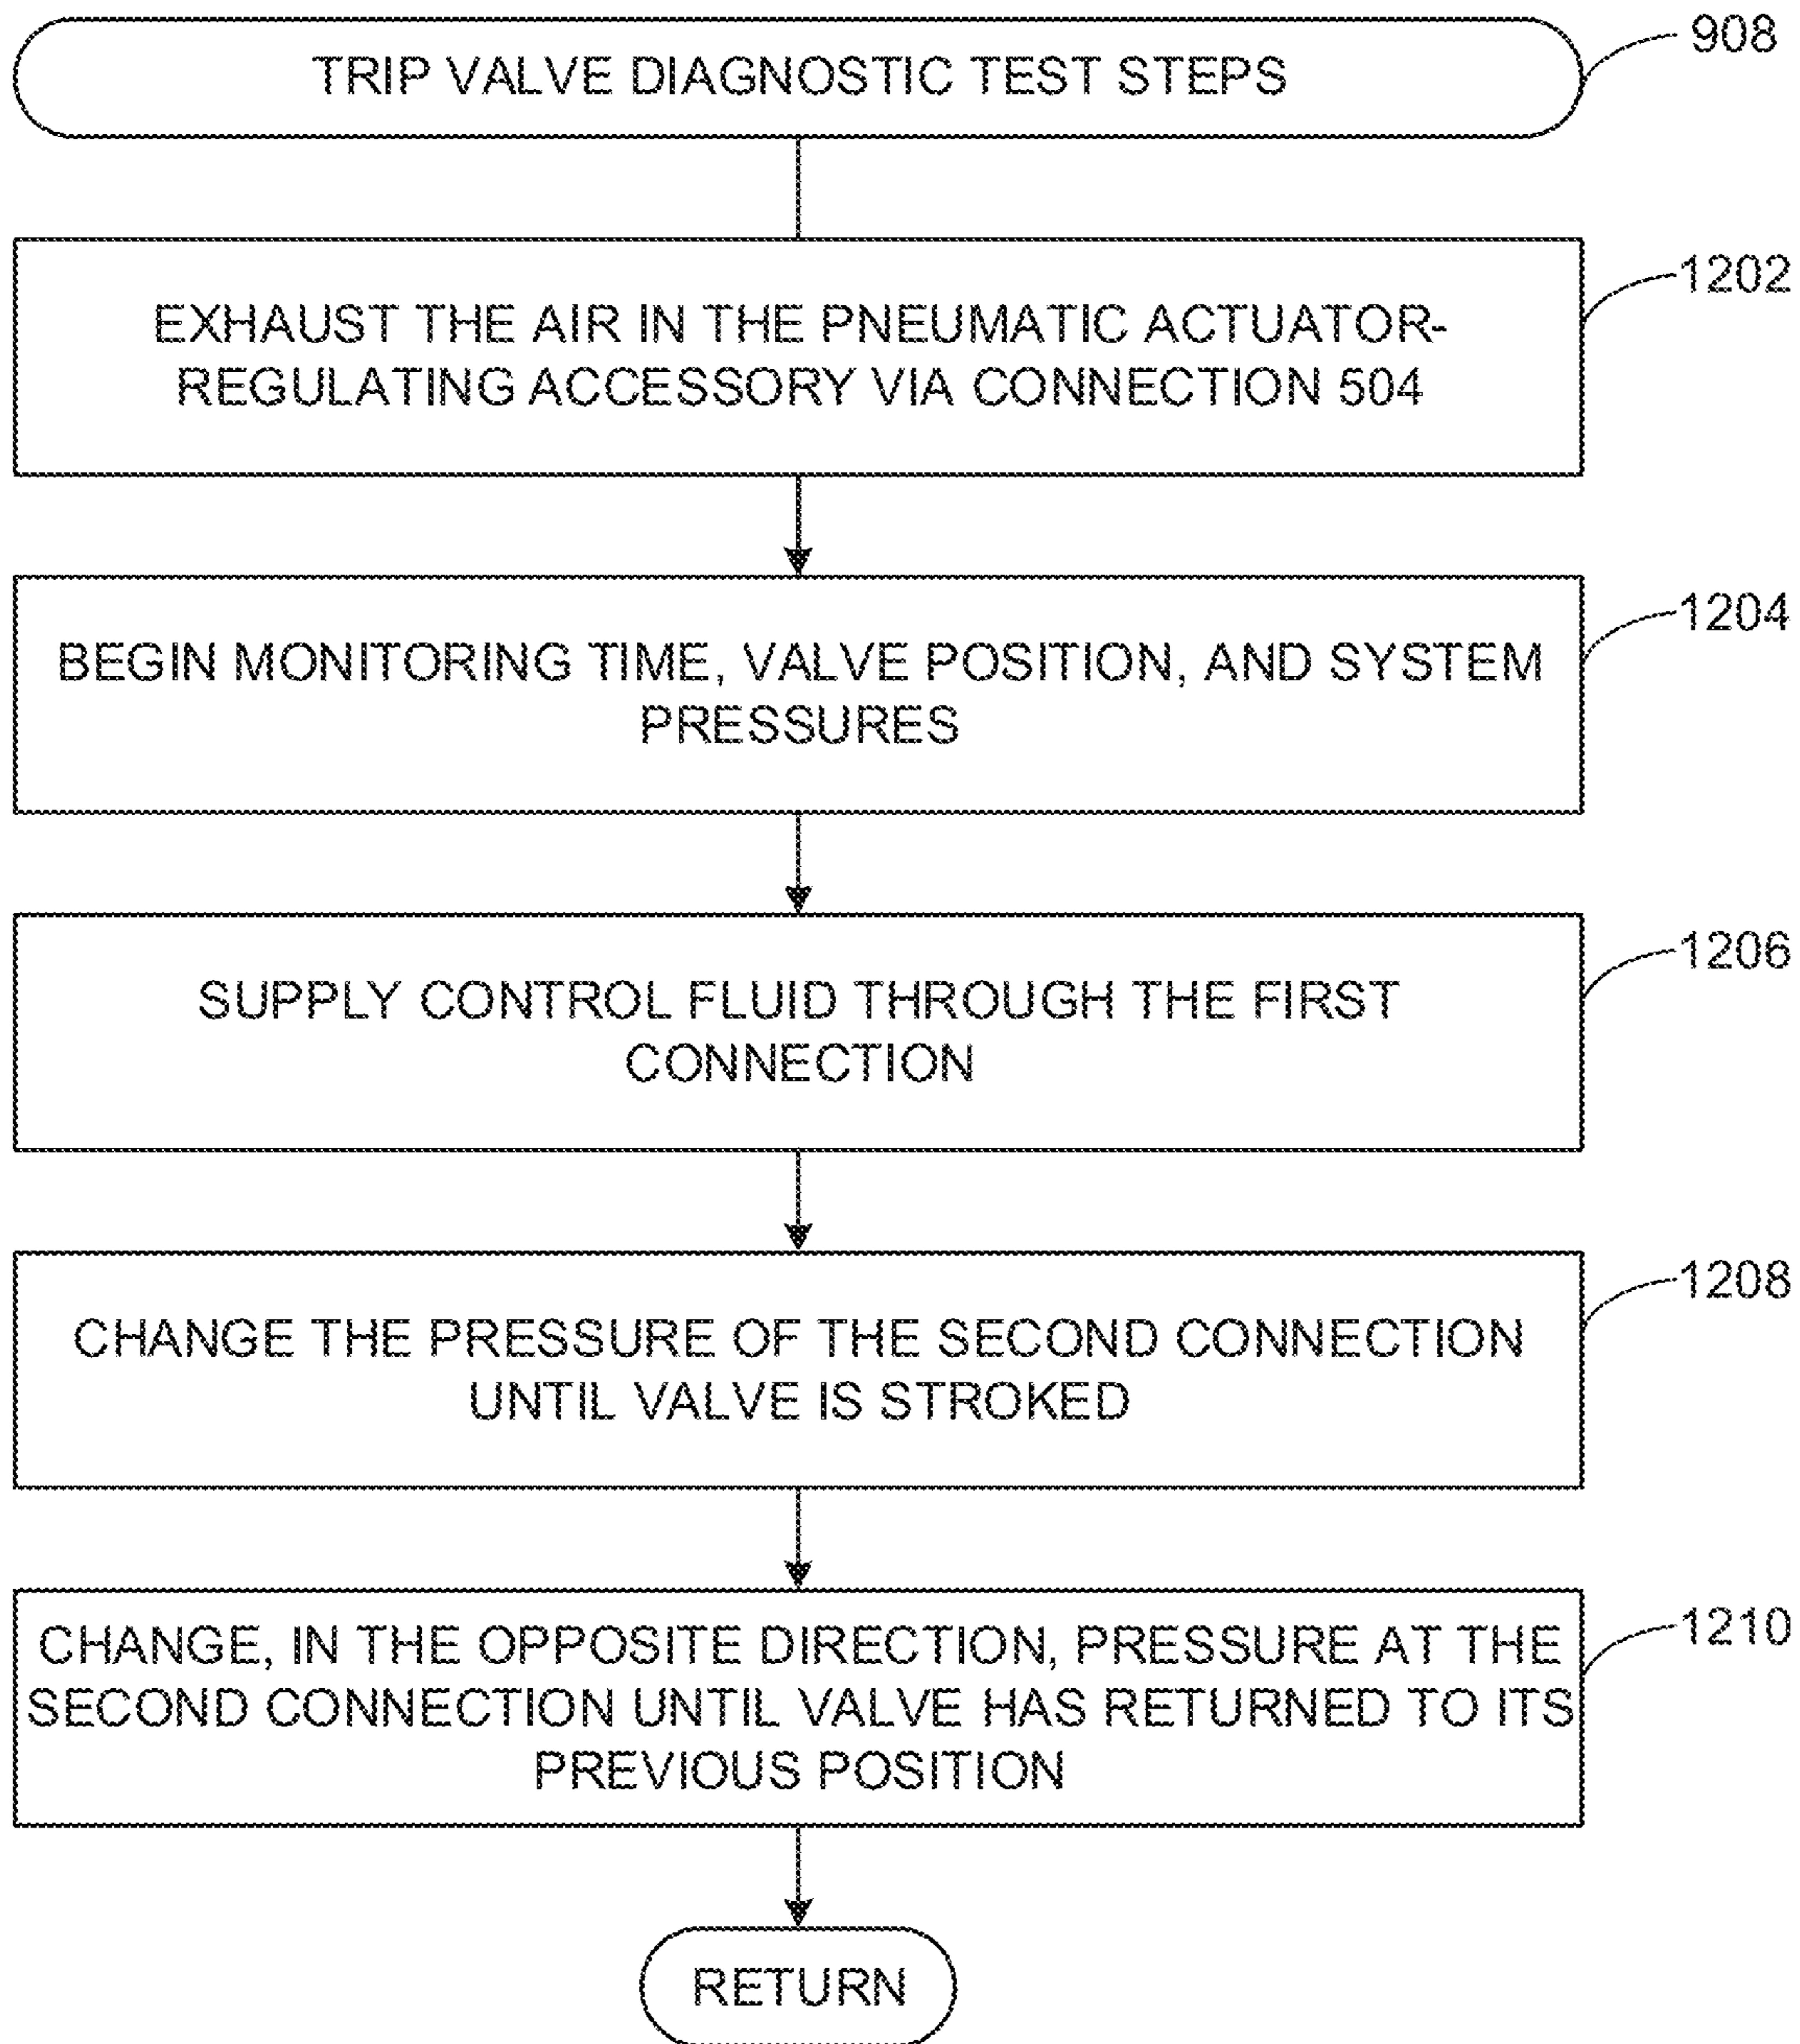 TRIP VALVE DIAGNOSTIC TEST STEPS
908
EXHAUST THE AIR IN THE PNEUMATIC ACTUATOR-
REGULATING ACCESSORY VIA CONNECTION 504
1202
BEGIN MONITORING TIME, VALVE POSITION, AND SYSTEM
PRESSURES
1204
SUPPLY CONTROL FLUID THROUGH THE FIRST
CONNECTION
1206
CHANGE THE PRESSURE OF THE SECOND CONNECTION
UNTIL VALVE IS STROKED
1208
CHANGE, IN THE OPPOSITE DIRECTION, PRESSURE AT THE
SECOND CONNECTION UNTIL VALVE HAS RETURNED TO ITS
PREVIOUS POSITION
1210
RETURN